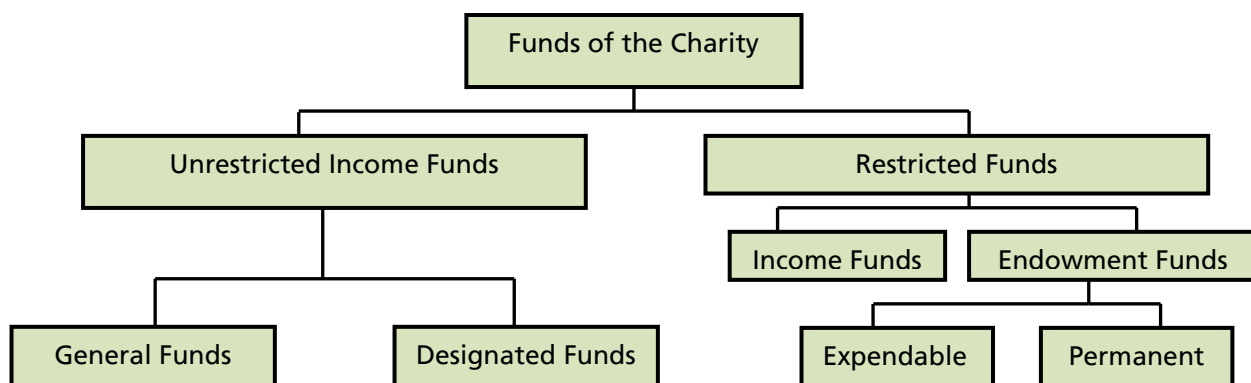 Funds of the Charity
Unrestricted Income Funds
Restricted Funds
Income Funds
Endowment Funds
General Funds
Designated Funds
Expendable
Permanent